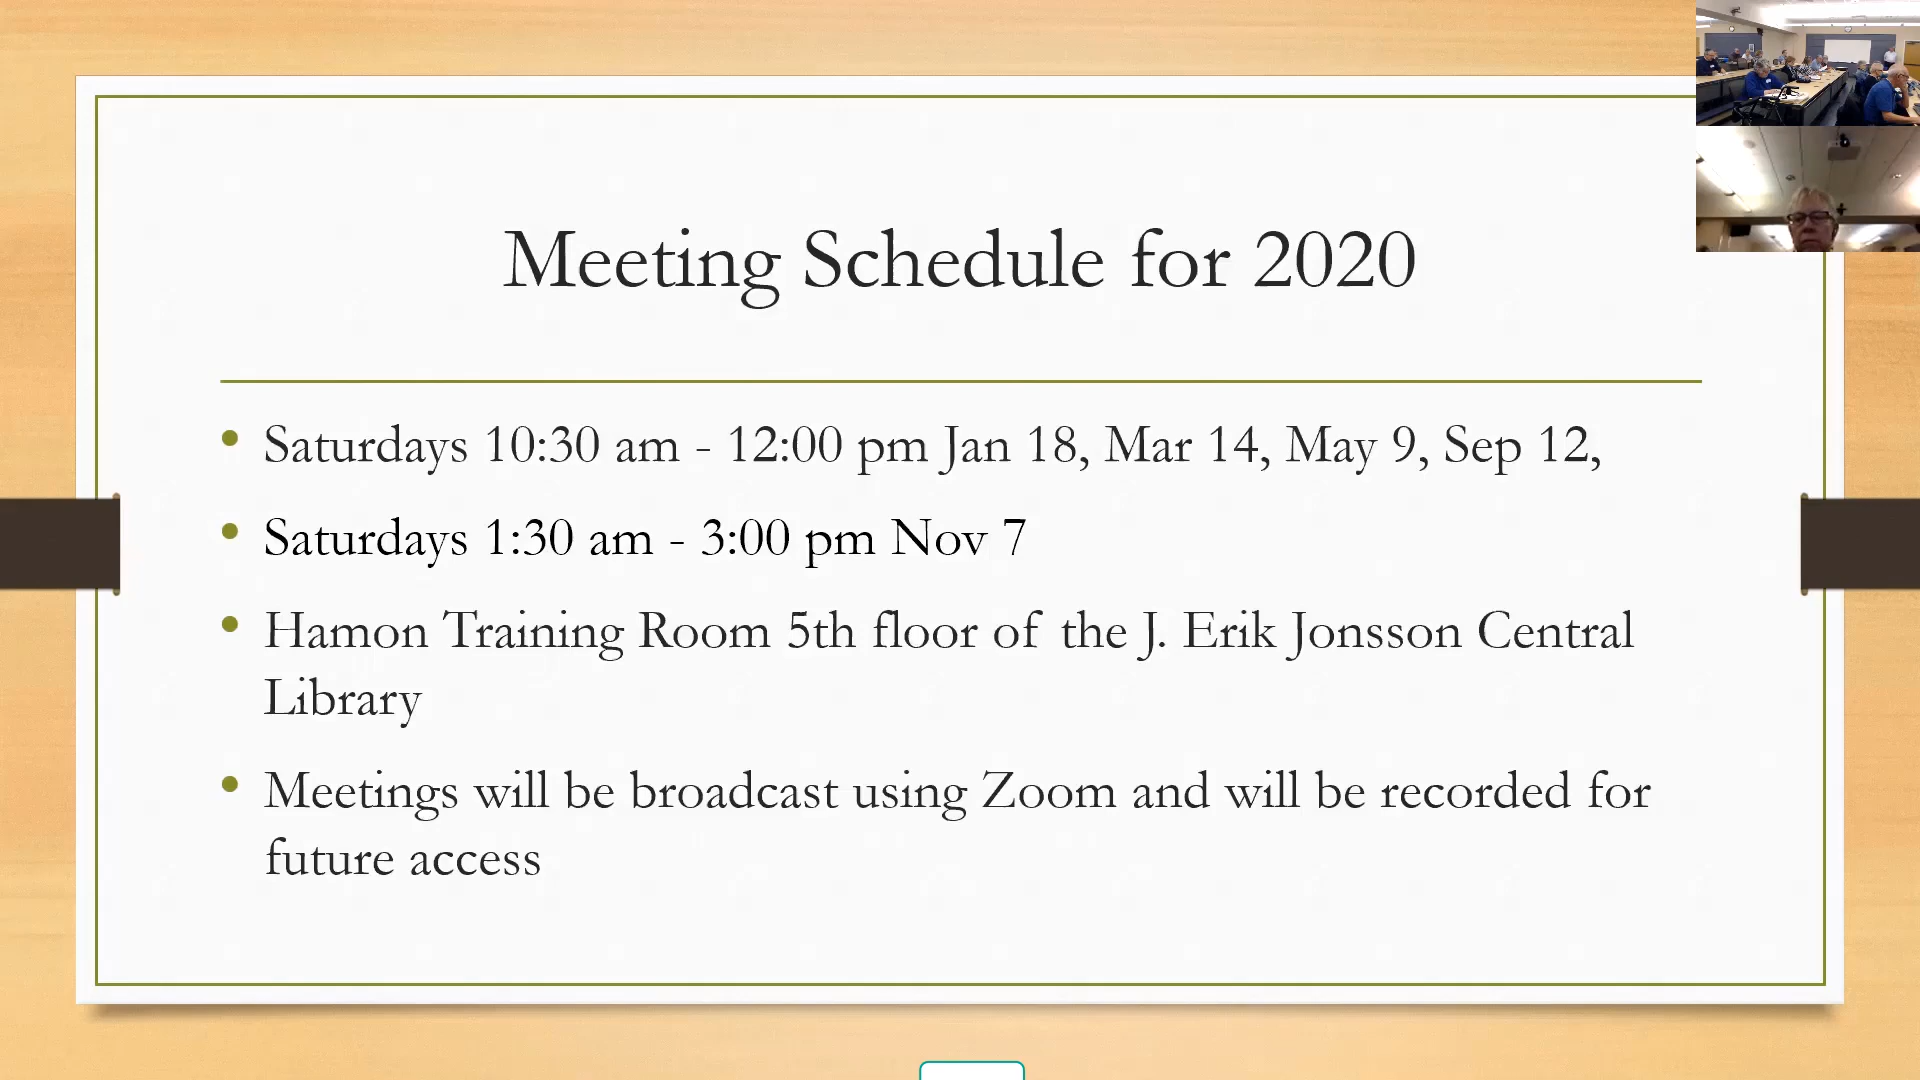 Meeting Schedule for 2020
Saturdays 10:30 am - 12:00 pm Jan 18, Mar 14, May 9, Sep 12,
Saturdays 1:30 am - 3:00 pm Nov 7
Hamon Training Room 5th floor of the J. Erik Jonsson Central
Library
Meetings will be broadcast using Zoom and will be recorded for
future access